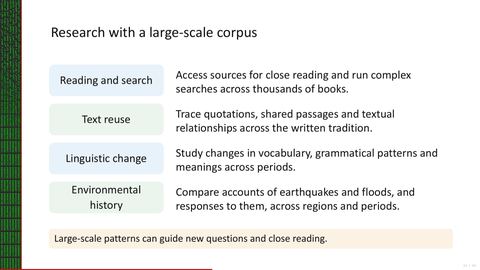 Research with a large-scale corpus
Reading and search
Access sources for close reading and run complex
searches across thousands of books.
Text reuse
Trace quotations, shared passages and textual
relationships across the written tradition.
Linguistic change
Study changes in vocabulary, grammatical patterns and
meanings across periods.
Environmental
history
Compare accounts of earthquakes and floods, and
responses to them, across regions and periods.
Large-scale patterns can guide new questions and close reading.